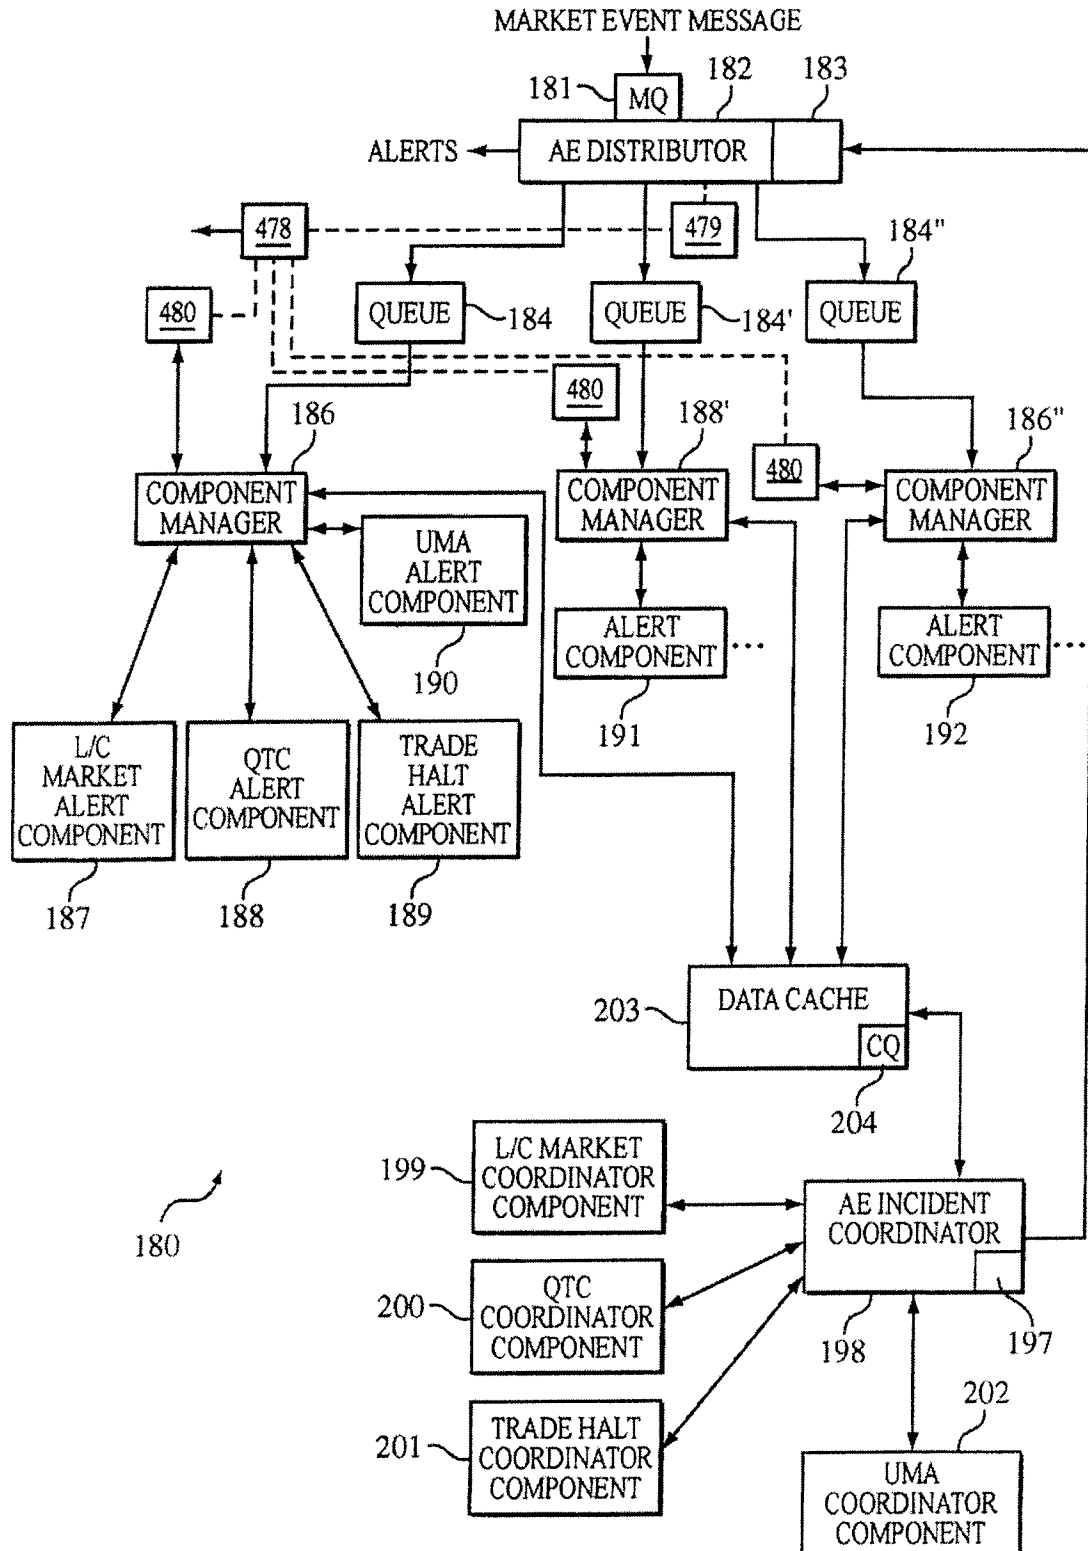 MARKET EVENT MESSAGE
181
MQ
182
183
ALERTS
AE DISTRIBUTOR
478
479
480
QUEUE
184
QUEUE
184'
QUEUE
184"
480
186
188'
480
186"
COMPONENT
MANAGER
COMPONENT
MANAGER
COMPONENT
MANAGER
UMA
ALERT
COMPONENT
190
ALERT
COMPONENT
...
191
ALERT
COMPONENT
...
192
L/C
MARKET
ALERT
COMPONENT
187
QTC
ALERT
COMPONENT
188
TRADE
HALT
ALERT
COMPONENT
189
203
DATA CACHE
CQ
204
180
199
L/C MARKET
COORDINATOR
COMPONENT
AE INCIDENT
COORDINATOR
198
197
200
QTC
COORDINATOR
COMPONENT
201
TRADE HALT
COORDINATOR
COMPONENT
202
UMA
COORDINATOR
COMPONENT